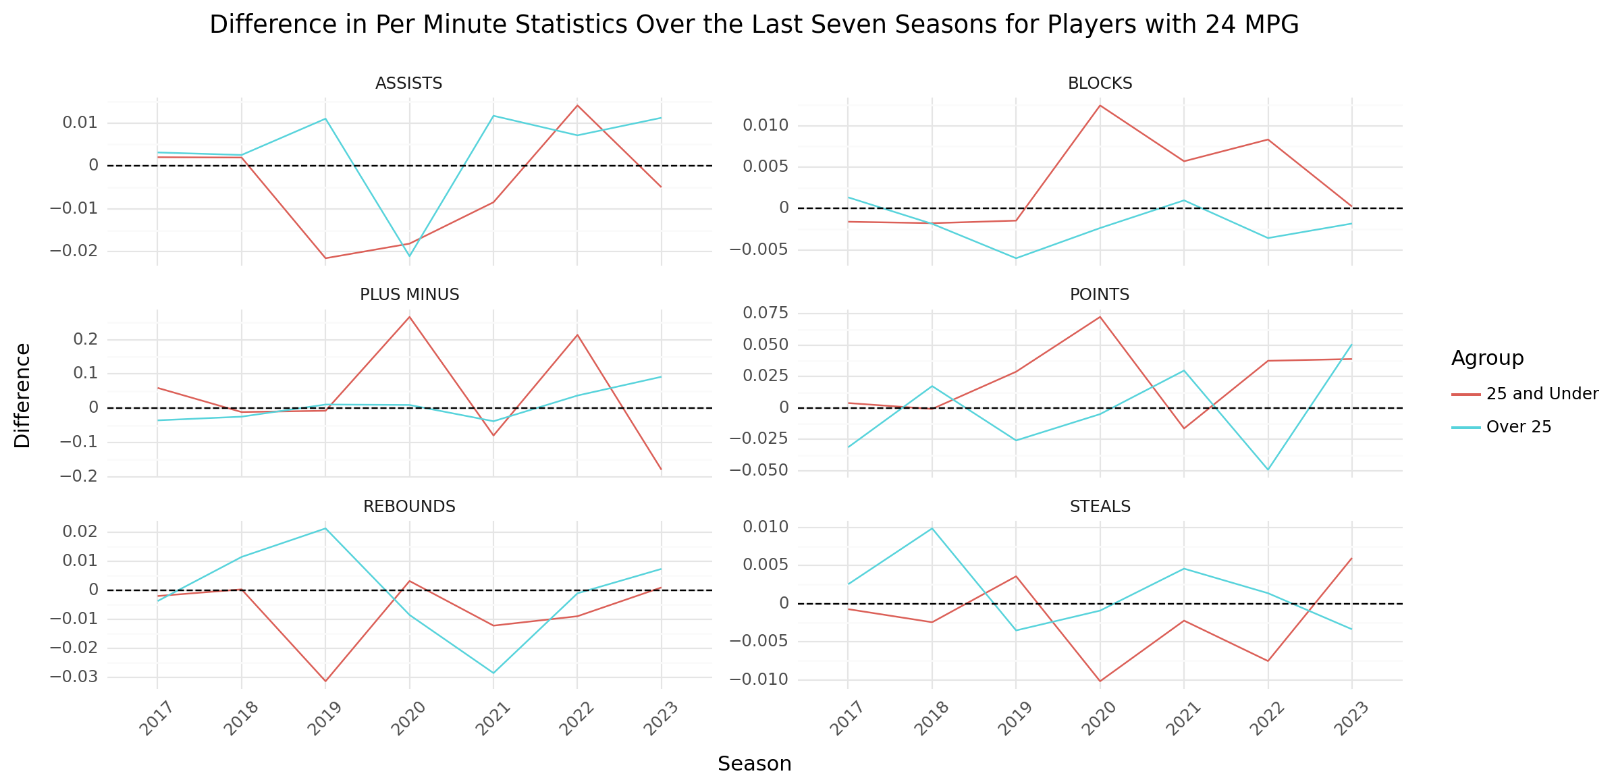 Difference in Per Minute Statistics Over the Last Seven Seasons for Players with 24 MPG
ASSISTS
0.01
0
−0.01
−0.02
BLOCKS
0.010
0.005
0
−0.005
PLUS MINUS
0.2
0.1
0
−0.1
−0.2
POINTS
0.075
0.050
0.025
0
−0.025
−0.050
REBOUNDS
0.02
0.01
0
−0.01
−0.02
−0.03
STEALS
0.010
0.005
0
−0.005
−0.010
2017 2018 2019 2020 2021 2022 2023
2017 2018 2019 2020 2021 2022 2023
Season
Difference
Agroup
25 and Under
Over 25